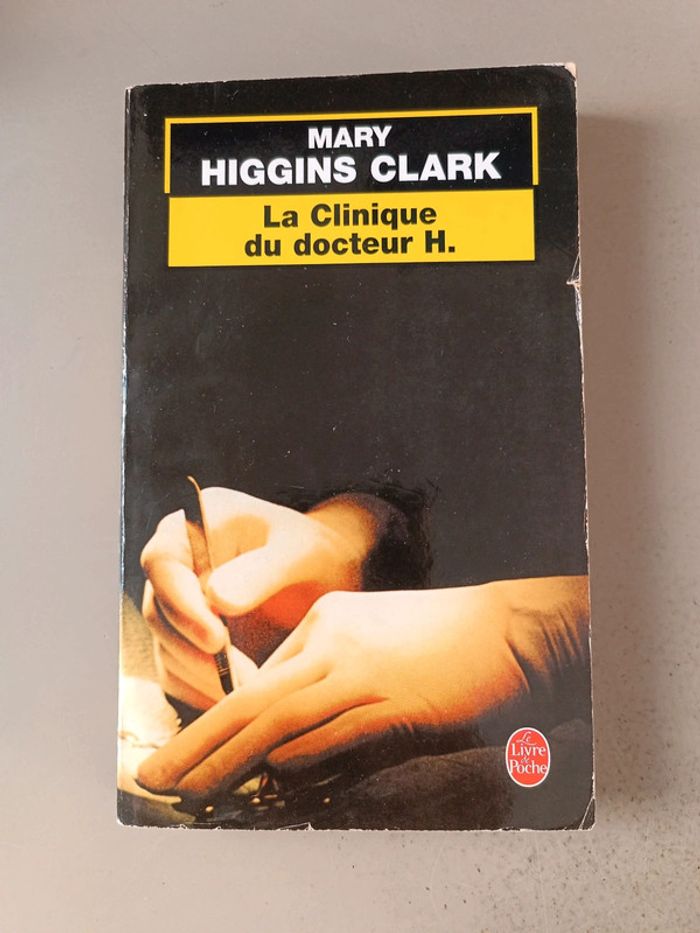 MARY
HIGGINS CLARK
La Clinique
du docteur H.
Le
Livre
de
Poche